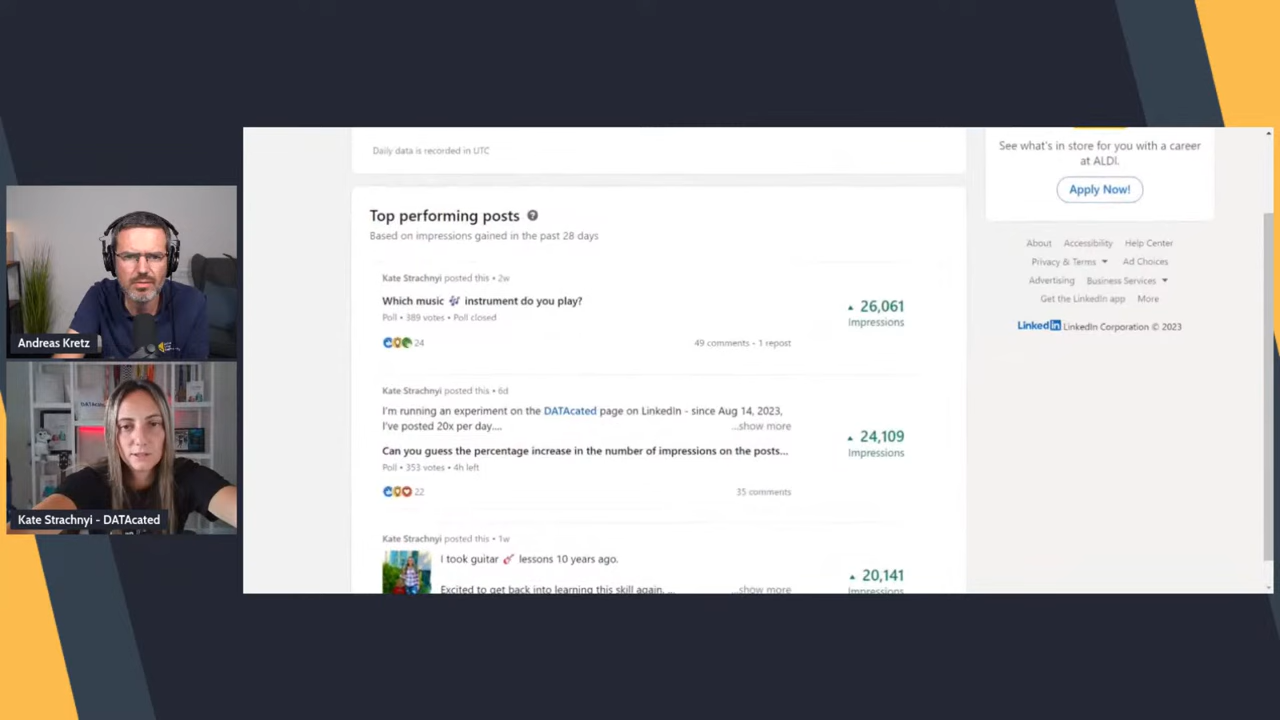 Daily data is recorded in UTC
Top performing posts
Based on impressions gained in the past 28 days
Kate Strachnyi posted this • 2w
Which music 🎶 instrument do you play?
Poll • 389 votes • Poll closed
24
49 comments • 1 repost
26,061
Impressions
Kate Strachnyi posted this • 6d
I'm running an experiment on the DATAcated page on LinkedIn - since Aug 14, 2023,
I've posted 20x per day....
...show more
Can you guess the percentage increase in the number of impressions on the posts...
Poll • 353 votes • 4h left
22
35 comments
24,109
Impressions
Kate Strachnyi posted this • 1w
I took guitar 🎸 lessons 10 years ago.
Excited to get back into learning this skill again. ...
...show more
20,141
Impressions
See what's in store for you with a career
at ALDI.
Apply Now!
About Accessibility Help Center
Privacy & Terms Ad Choices
Advertising Business Services
Get the LinkedIn app More
LinkedIn LinkedIn Corporation © 2023
Andreas Kretz
Kate Strachnyi - DATAcated